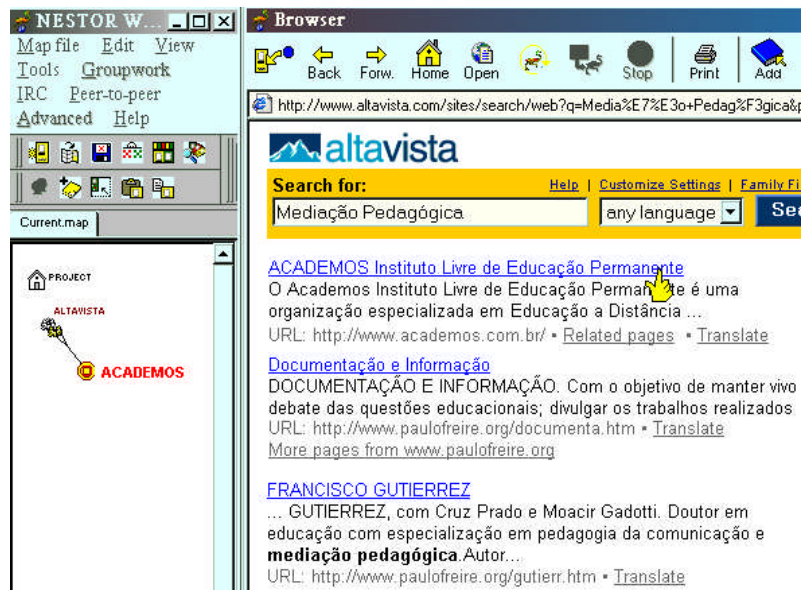 NESTOR W...
Map file Edit View
Tools Groupwork
IRC Peer-to-peer
Advanced Help
Current.map
PROJECT
ALTAVISTA
ACADEMOS
Browser
Back Forw. Home Open Stop Print Add
http://www.altavista.com/sites/search/web?q=Media%E7%E3o+Pedag%F3gica&p
altavista
Search for: Help | Customize Settings | Family Fi
Mediação Pedagógica any language Sea
ACADEMOS Instituto Livre de Educação Permanente
O Academos Instituto Livre de Educação Permanente é uma
organização especializada em Educação a Distância ...
URL: http://www.academos.com.br/ • Related pages • Translate
Documentação e Informação
DOCUMENTAÇÃO E INFORMAÇÃO. Com o objetivo de manter vivo
debate das questões educacionais; divulgar os trabalhos realizados
URL: http://www.paulofreire.org/documenta.htm • Translate
More pages from www.paulofreire.org
FRANCISCO GUTIERREZ
... GUTIERREZ, com Cruz Prado e Moacir Gadotti. Doutor em
educação com especialização em pedagogia da comunicação e
mediação pedagógica.Autor...
URL: http://www.paulofreire.org/gutierr.htm • Translate